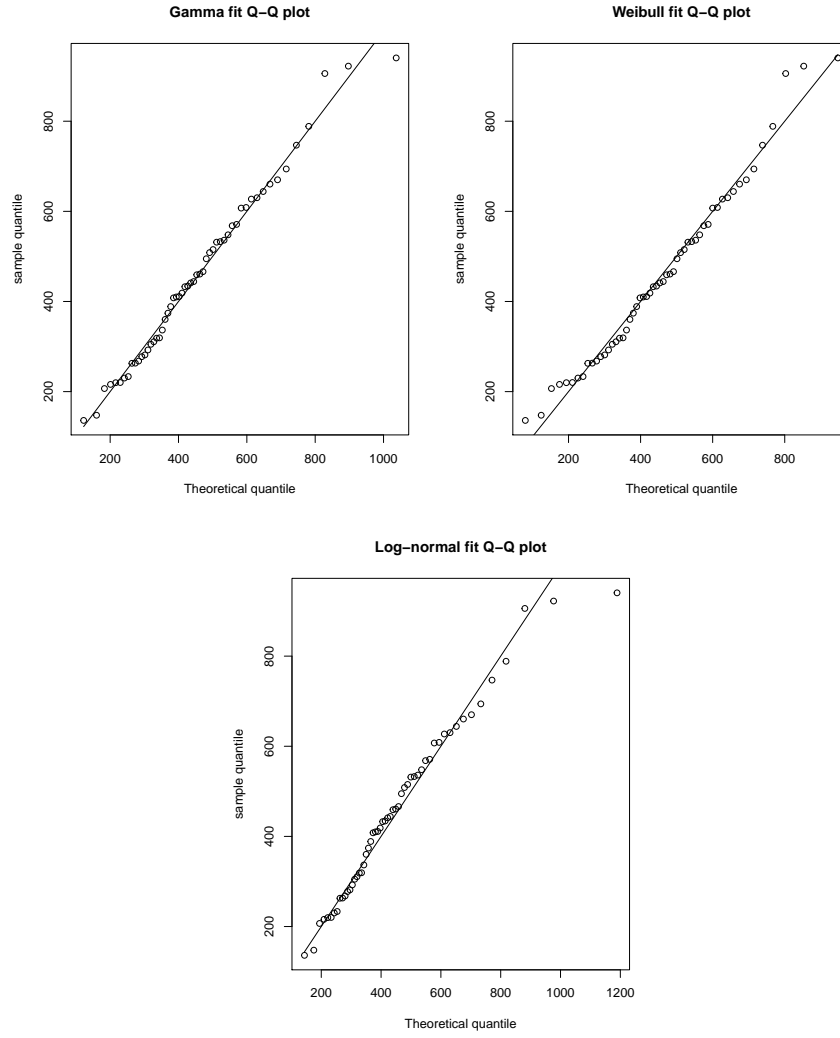 Gamma fit Q−Q plot
800
600
400
200
sample quantile
200 400 600 800 1000
Theoretical quantile
Weibull fit Q−Q plot
800
600
400
200
sample quantile
200 400 600 800
Theoretical quantile
Log−normal fit Q−Q plot
800
600
400
200
sample quantile
200 400 600 800 1000 1200
Theoretical quantile